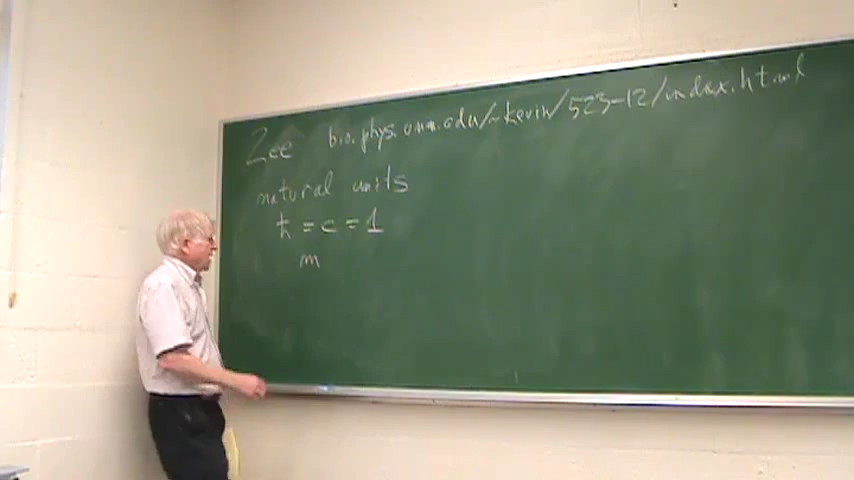 Zee bio.phys.unm.edu/~kevin/523-12/index.html
natural units
ħ = c = 1
m